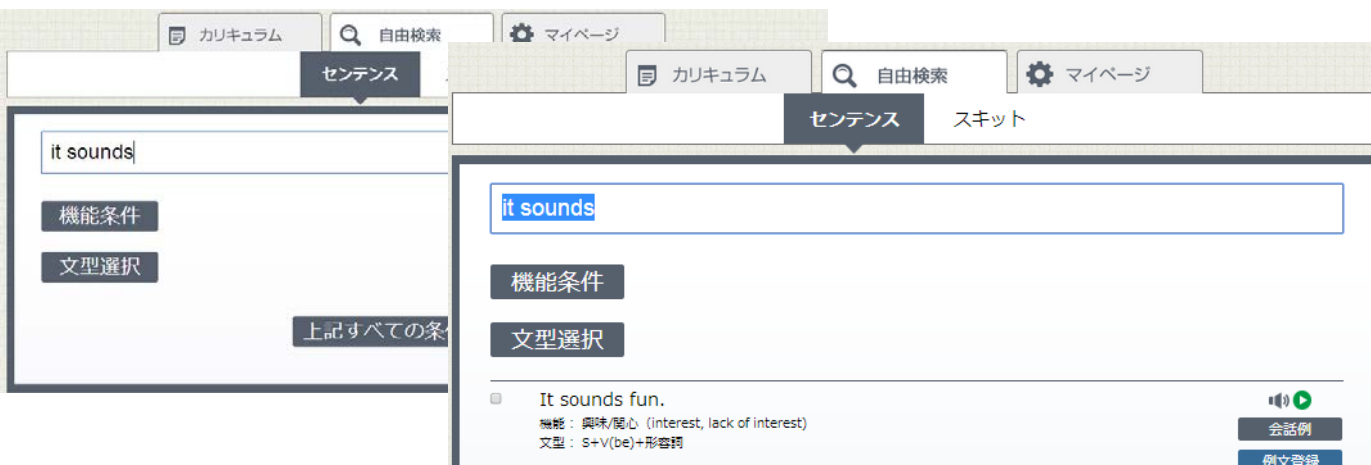 カリキュラム
自由検索
マイページ
センテンス
it sounds
機能条件
文型選択
上記すべての条
カリキュラム
自由検索
マイページ
センテンス
スキット
it sounds
機能条件
文型選択
It sounds fun.
機能： 興味/関心（interest, lack of interest)
文型： S+V(be)+形容詞
会話例
例文登録